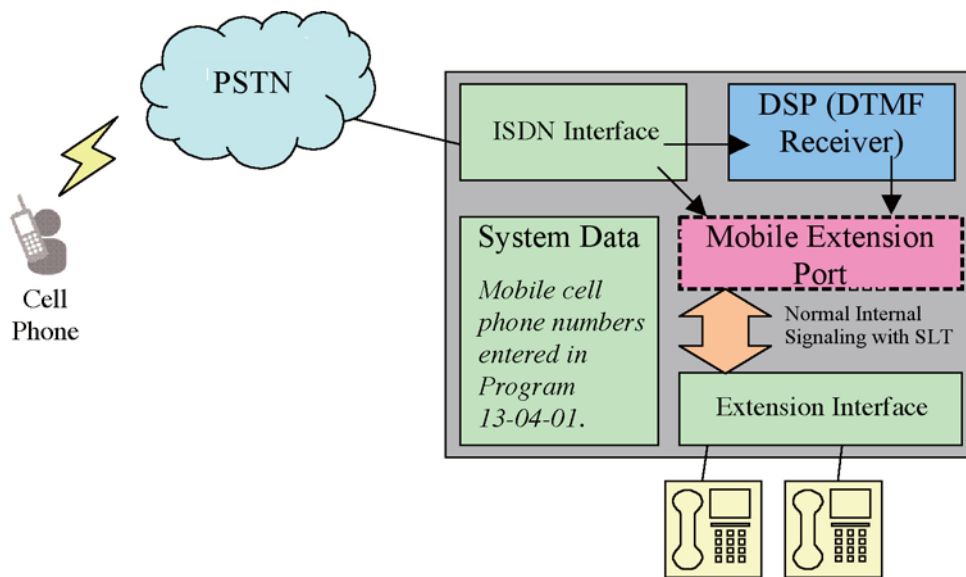 PSTN
ISDN Interface
DSP (DTMF
Receiver)
System Data
Mobile cell
phone numbers
entered in
Program
13-04-01.
Mobile Extension
Port
Normal Internal
Signaling with SLT
Extension Interface
Cell
Phone